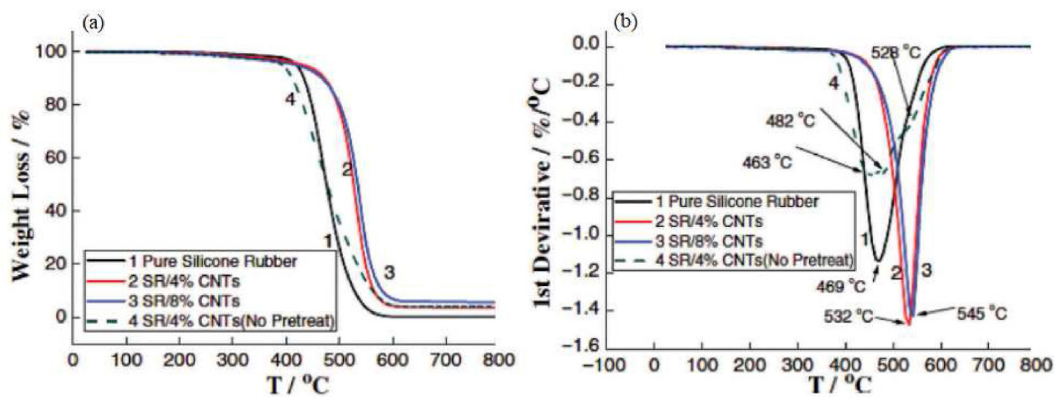 (a)
100
80
60
40
20
0
Weight Loss / %
4
2
1
3
1 Pure Silicone Rubber
2 SR/4% CNTs
3 SR/8% CNTs
4 SR/4% CNTs(No Pretreat)
0 100 200 300 400 500 600 700 800
T / °C
(b)
0.0
-0.2
-0.4
-0.6
-0.8
-1.0
-1.2
-1.4
-1.6
1st Devirative / %/°C
4
528 °C
482 °C
463 °C
1 Pure Silicone Rubber
2 SR/4% CNTs
3 SR/8% CNTs
4 SR/4% CNTs(No Pretreat)
1
2
3
469 °C
532 °C
545 °C
-100 0 100 200 300 400 500 600 700 800
T / °C